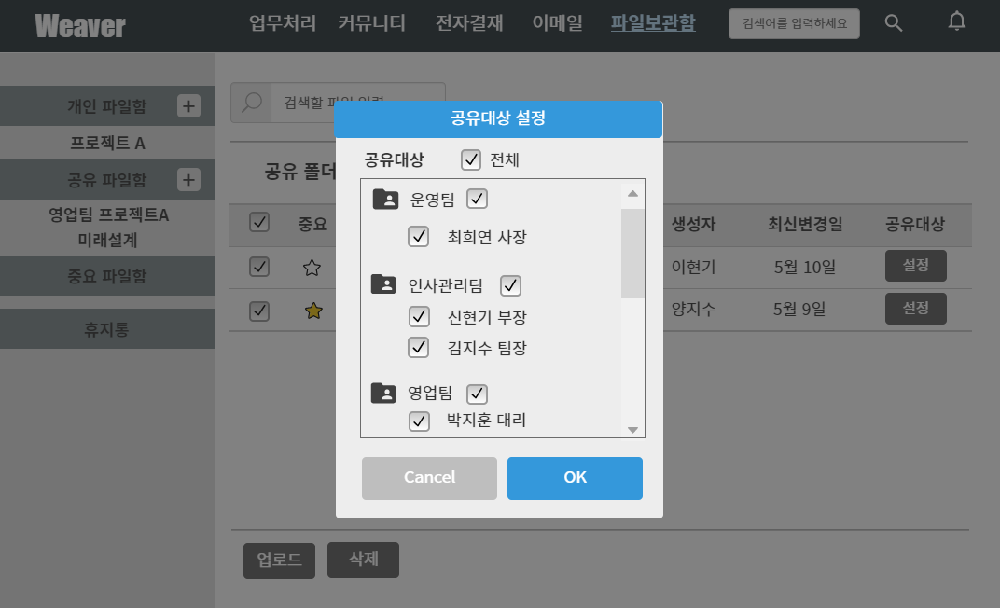 Weaver 업무처리 커뮤니티 전자결재 이메일 파일보관함 검색어를 입력하세요
개인 파일함 +
프로젝트 A
공유 파일함 +
영업팀 프로젝트A
미래설계
중요 파일함
휴지통
검색할
공유 폴더
중요 생성자 최신변경일 공유대상
이현기 5월 10일 설정
양지수 5월 9일 설정
공유대상 설정
공유대상 전체
운영팀
최희연 사장
인사관리팀
신현기 부장
김지수 팀장
영업팀
박지훈 대리
Cancel OK
업로드 삭제